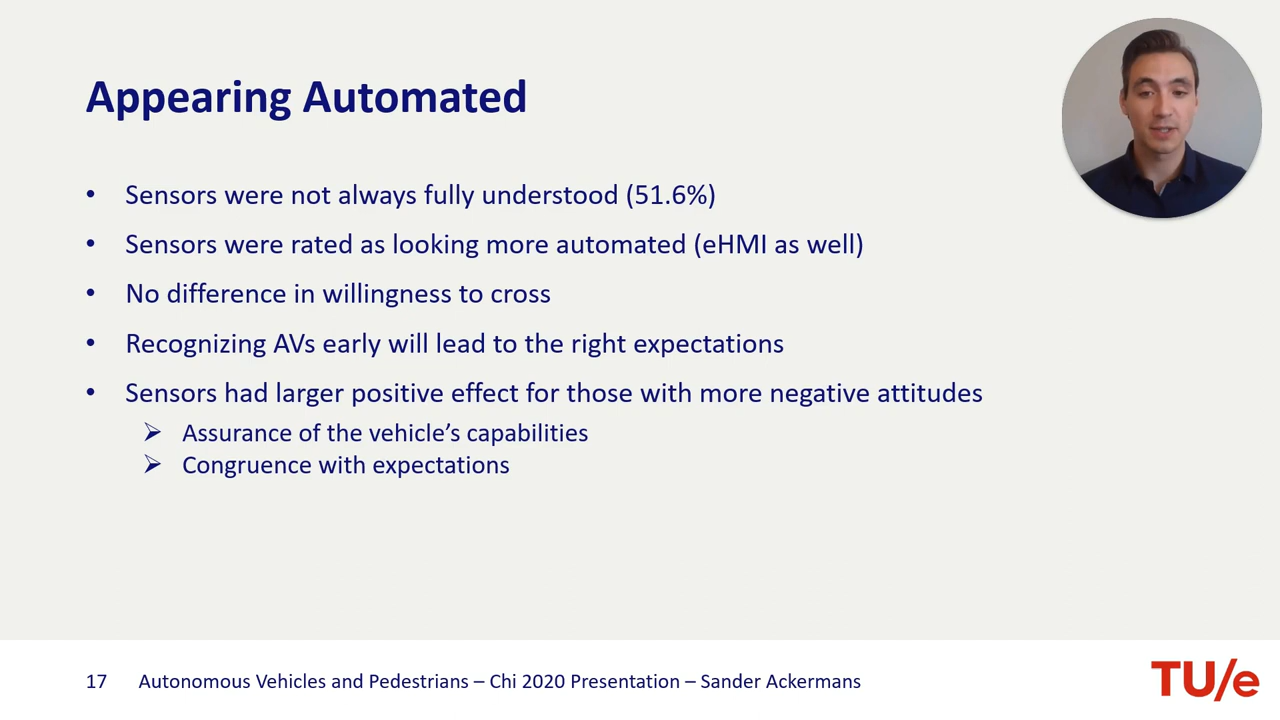 Appearing Automated
• Sensors were not always fully understood (51.6%)
• Sensors were rated as looking more automated (eHMI as well)
• No difference in willingness to cross
• Recognizing AVs early will lead to the right expectations
• Sensors had larger positive effect for those with more negative attitudes
➢ Assurance of the vehicle’s capabilities
➢ Congruence with expectations
17 Autonomous Vehicles and Pedestrians – Chi 2020 Presentation – Sander Ackermans
TU/e